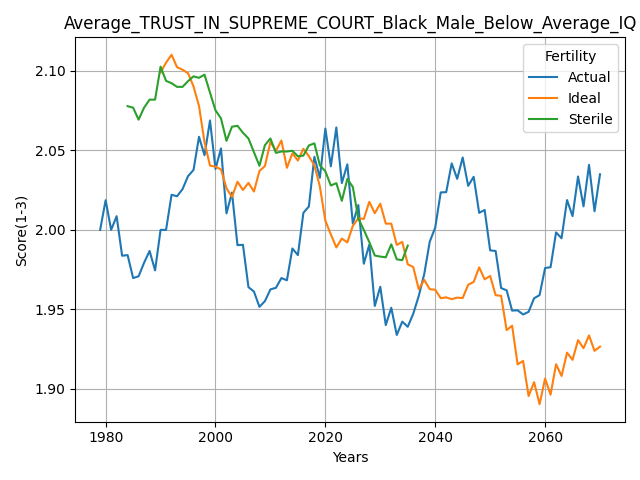 Average_TRUST_IN_SUPREME_COURT_Black_Male_Below_Average_IQ
Fertility
Actual
Ideal
Sterile
Score(1-3)
2.10
2.05
2.00
1.95
1.90
1980 2000 2020 2040 2060
Years